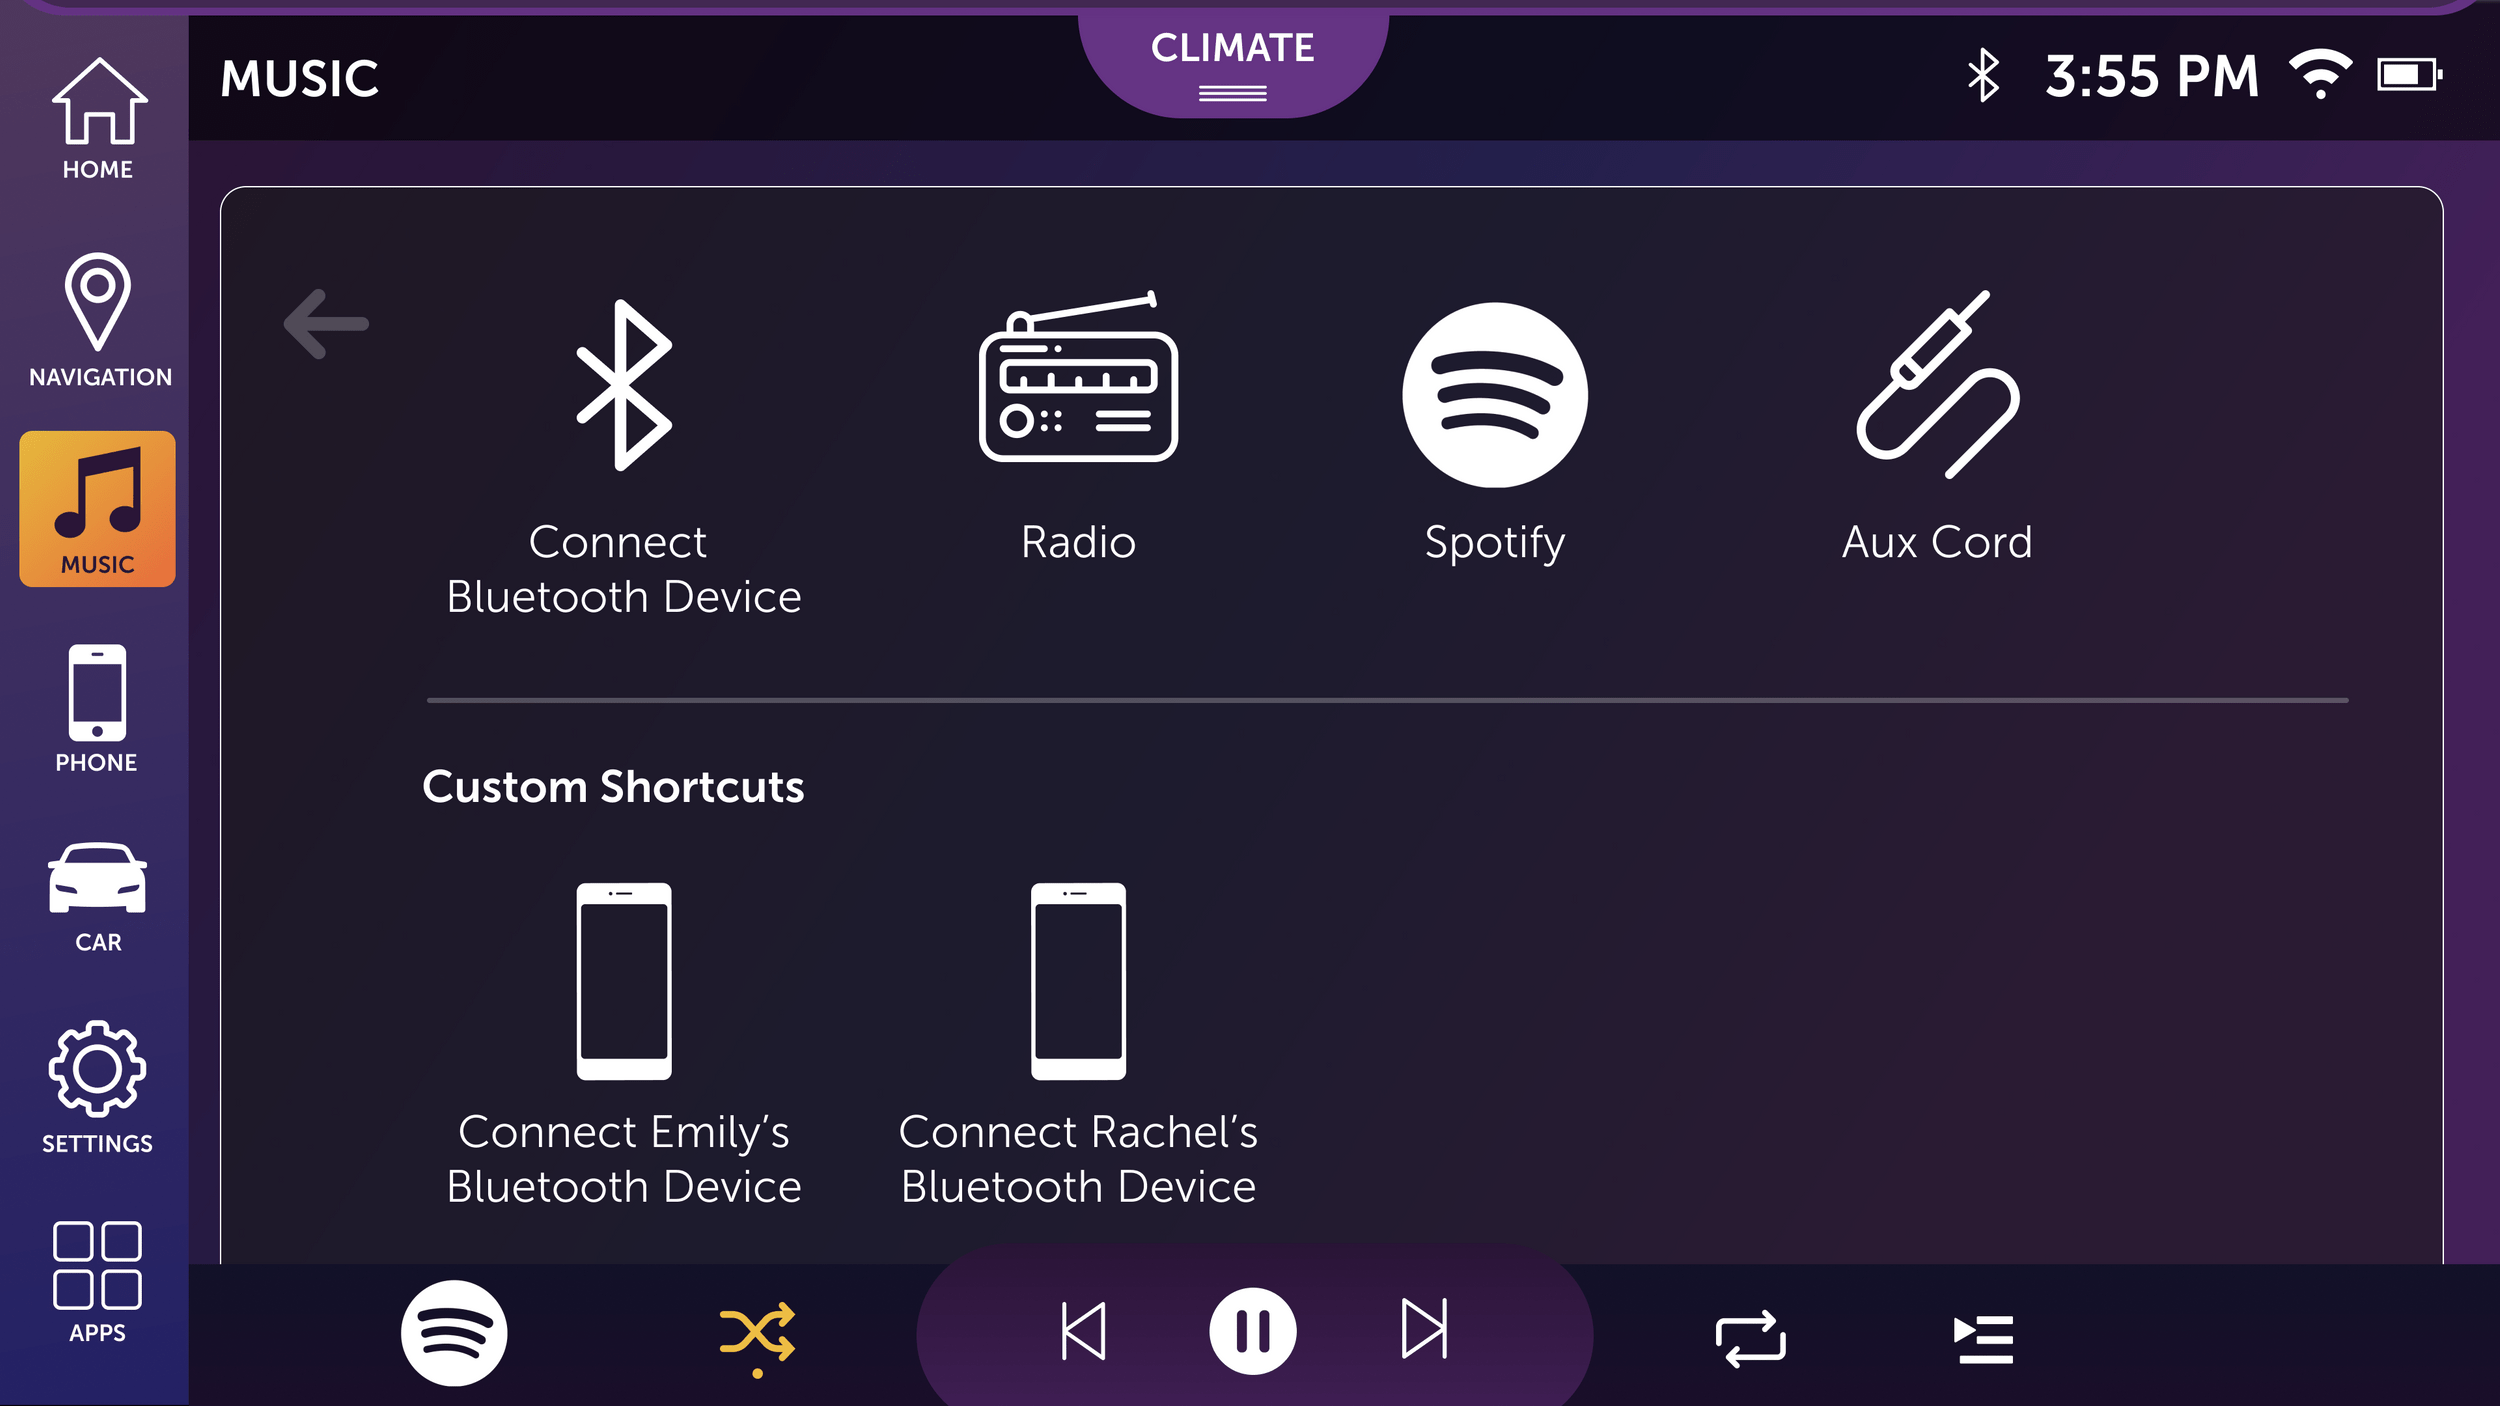 MUSIC
CLIMATE
3:55 PM
HOME
NAVIGATION
MUSIC
PHONE
CAR
SETTINGS
APPS
Connect
Bluetooth Device
Radio
Spotify
Aux Cord
Custom Shortcuts
Connect Emily’s
Bluetooth Device
Connect Rachel’s
Bluetooth Device